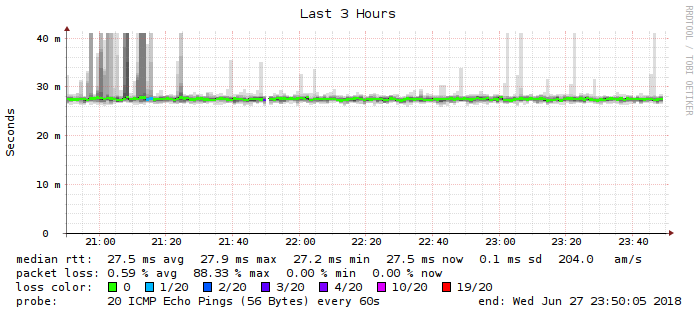 Last 3 Hours
RRDTOOL / TOBI OETIKER
Seconds
40 m
30 m
20 m
10 m
0
21:00 21:20 21:40 22:00 22:20 22:40 23:00 23:20 23:40
median rtt: 27.5 ms avg 27.9 ms max 27.2 ms min 27.5 ms now 0.1 ms sd 204.0 am/s
packet loss: 0.59 % avg 88.33 % max 0.00 % min 0.00 % now
loss color: 0 1/20 2/20 3/20 4/20 10/20 19/20
probe: 20 ICMP Echo Pings (56 Bytes) every 60s end: Wed Jun 27 23:50:05 2018